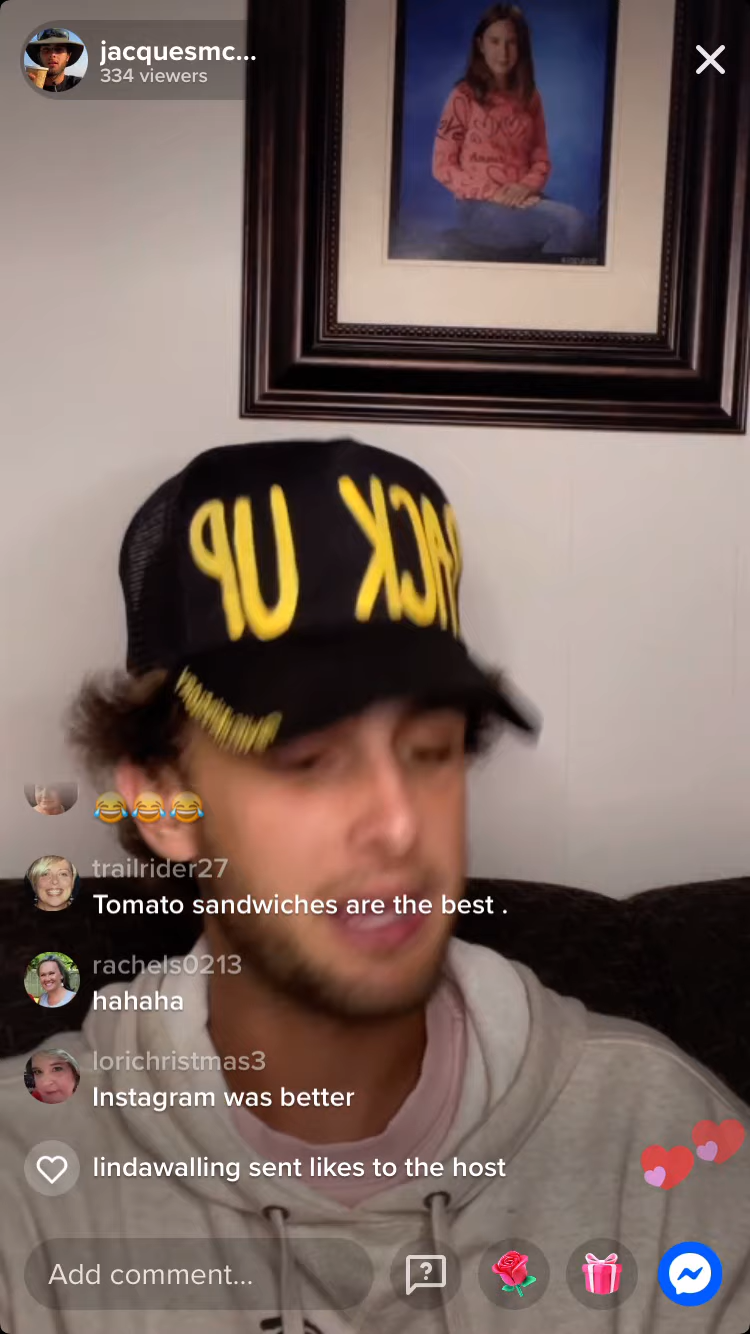 jacquesmc...
334 viewers
BACK UP
trailrider27
Tomato sandwiches are the best .
rachels0213
hahaha
lorichristmas3
Instagram was better
lindawalling sent likes to the host
Add comment...